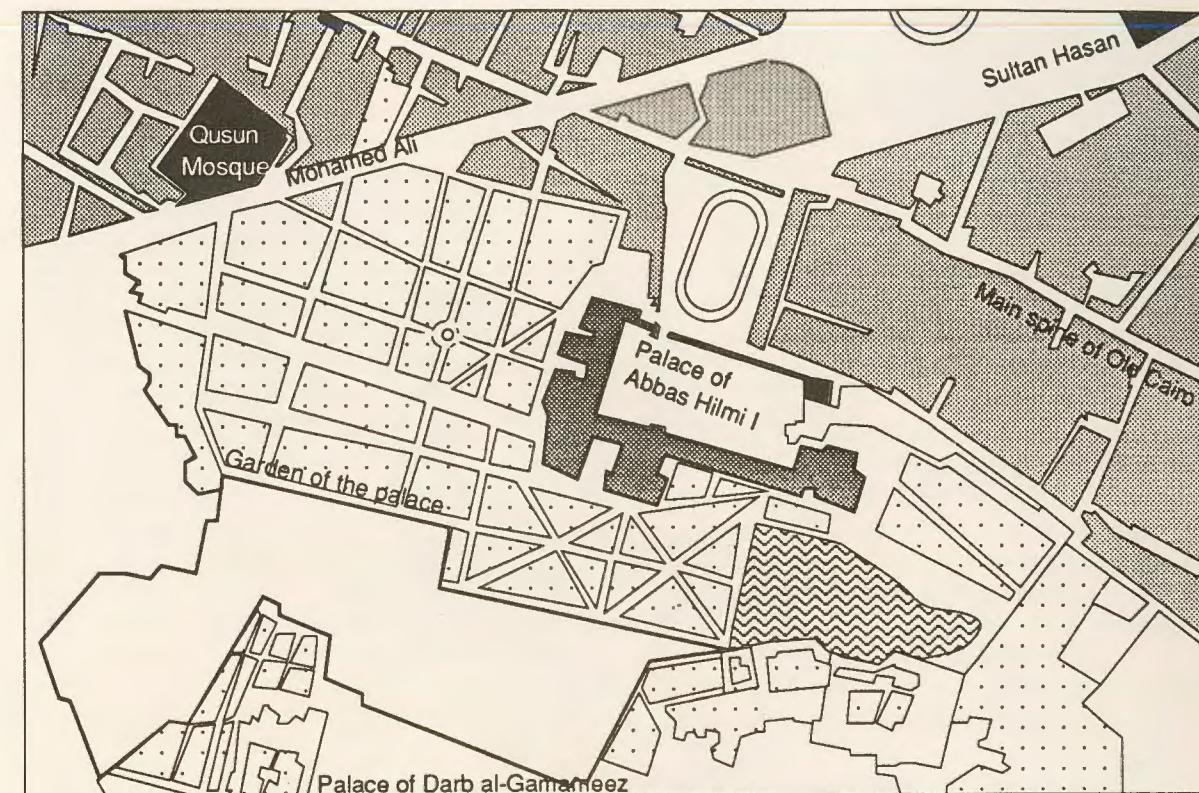 Sultan Hasan
Qusun
Mosque
Mohamed Ali
Main spine of Old Cairo
Palace of
Abbas Hilmi I
Garden of the palace
Palace of Darb al-Gamameez